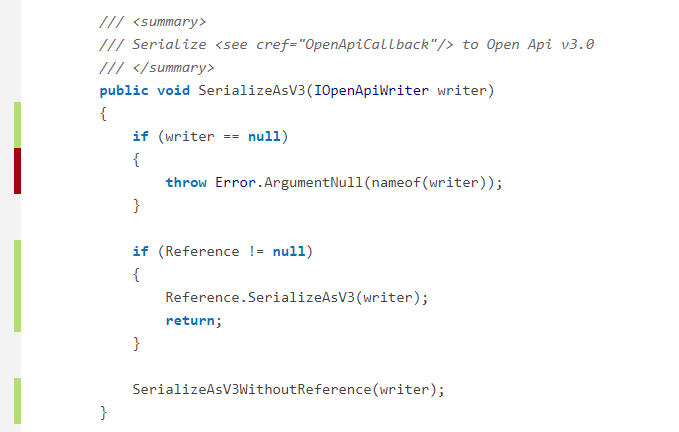 /// <summary>
/// Serialize <see cref="OpenApiCallback"/> to Open Api v3.0
/// </summary>
public void SerializeAsV3(IOpenApiWriter writer)
{
    if (writer == null)
    {
        throw Error.ArgumentNull(nameof(writer));
    }

    if (Reference != null)
    {
        Reference.SerializeAsV3(writer);
        return;
    }

    SerializeAsV3WithoutReference(writer);
}